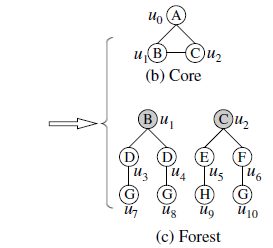 u0 A
u1 B C u2
(b) Core
B u1 C u2
D D E F
u3 u4 u5 u6
G G H G
u7 u8 u9 u10
(c) Forest